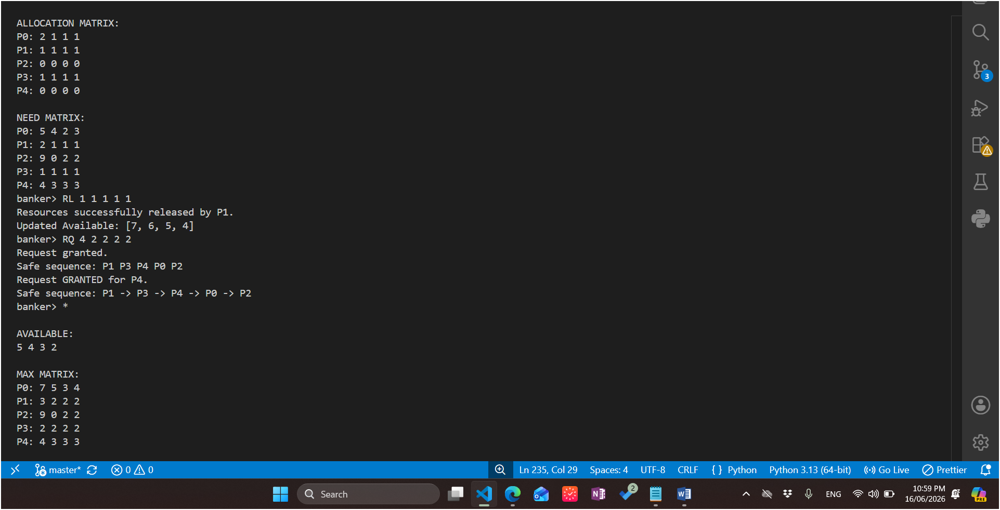 ALLOCATION MATRIX:
P0: 2 1 1 1
P1: 1 1 1 1
P2: 0 0 0 0
P3: 1 1 1 1
P4: 0 0 0 0
NEED MATRIX:
P0: 5 4 2 3
P1: 2 1 1 1
P2: 9 0 2 2
P3: 1 1 1 1
P4: 4 3 3 3
banker> RL 1 1 1 1 1
Resources successfully released by P1.
Updated Available: [7, 6, 5, 4]
banker> RQ 4 2 2 2 2
Request granted.
Safe sequence: P1 P3 P4 P0 P2
Request GRANTED for P4.
Safe sequence: P1 -> P3 -> P4 -> P0 -> P2
banker> *
AVAILABLE:
5 4 3 2
MAX MATRIX:
P0: 7 5 3 4
P1: 3 2 2 2
P2: 9 0 2 2
P3: 2 2 2 2
P4: 4 3 3 3
3
master* 0 0 Ln 235, Col 29 Spaces: 4 UTF-8 CRLF { } Python Python 3.13 (64-bit) Go Live Prettier
Search 2 ENG 10:59 PM
16/06/2026
PRE